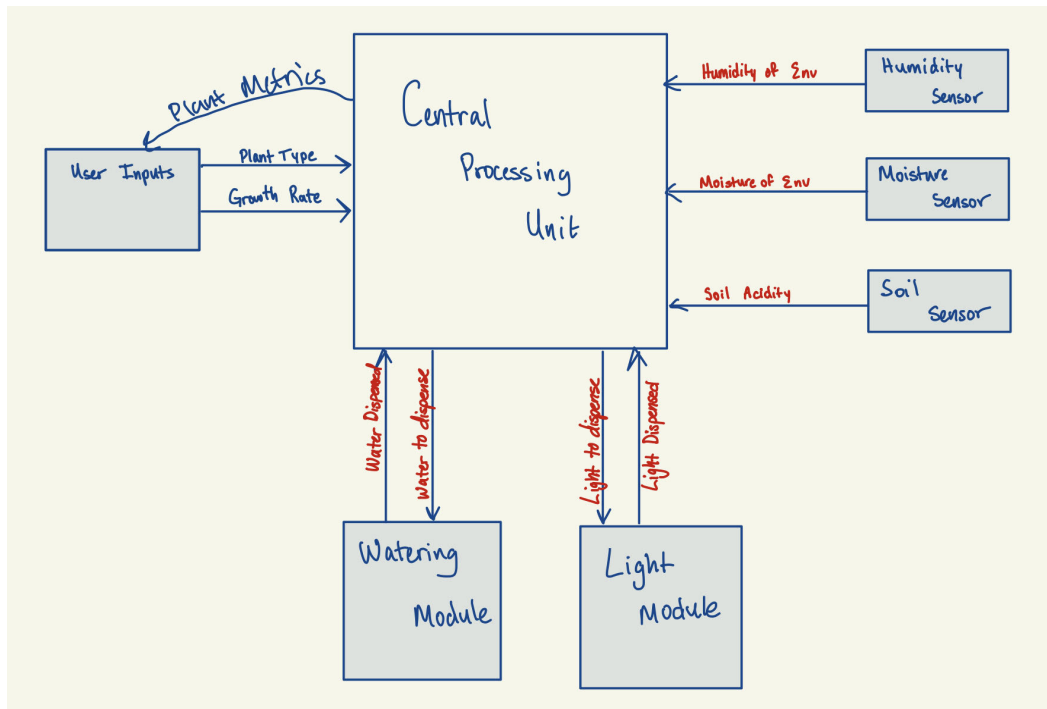 Plant Metrics
User Inputs
Plant Type
Growth Rate
Central
Processing
Unit
Humidity of Env
Humidity
Sensor
Moisture of Env
Moisture
Sensor
Soil Acidity
Soil
Sensor
Water Dispensed
Water to dispense
Light to dispense
Light Dispensed
Watering
Module
Light
Module